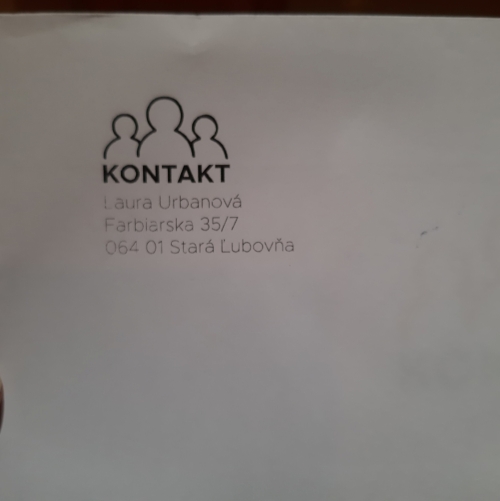 KONTAKT
Laura Urbanová
Farbiarska 35/7
064 01 Stará Ľubovňa